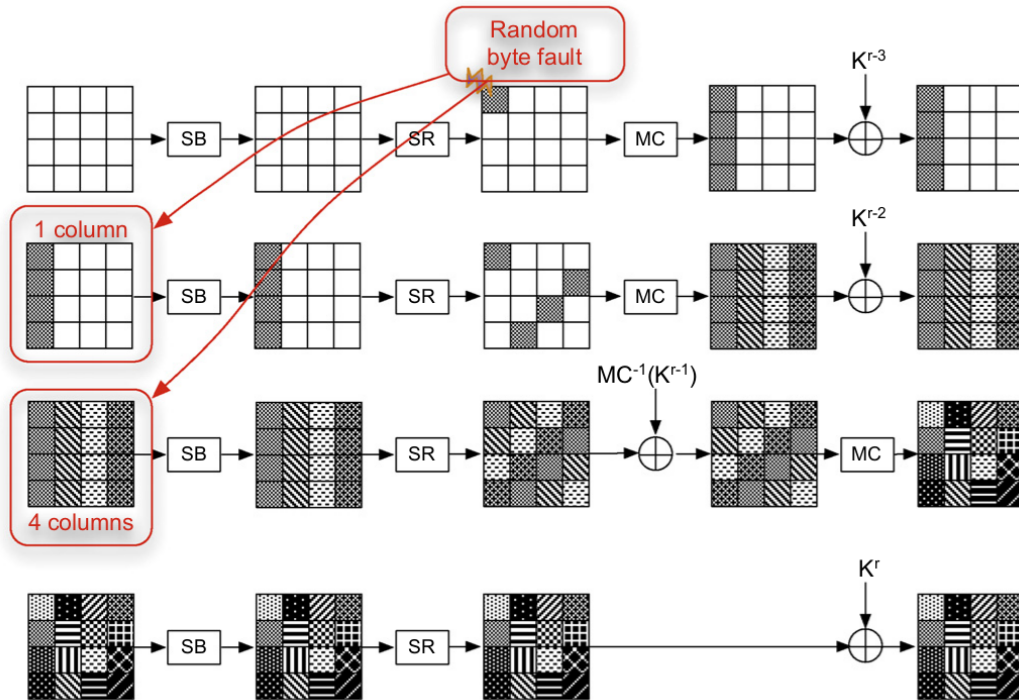 Random
byte fault
K^{r-3}
SB
SR
MC
1 column
K^{r-2}
SB
SR
MC
MC^{-1}(K^{r-1})
SB
SR
MC
4 columns
K^{r}
SB
SR